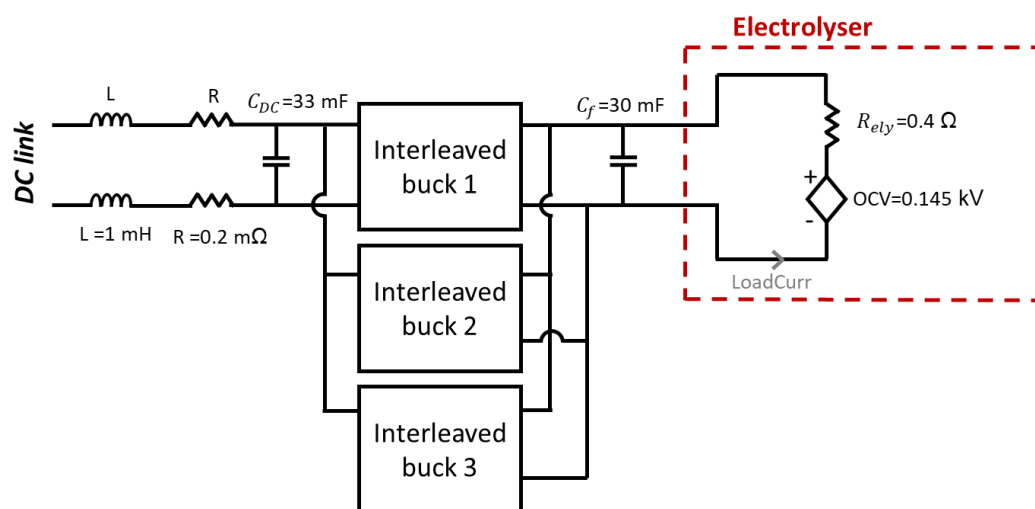 Electrolyser
L
R
C_DC=33 mF
C_f=30 mF
DC link
Interleaved
buck 1
R_ely=0.4 Ω
+
OCV=0.145 kV
-
L =1 mH
R =0.2 mΩ
LoadCurr
Interleaved
buck 2
Interleaved
buck 3